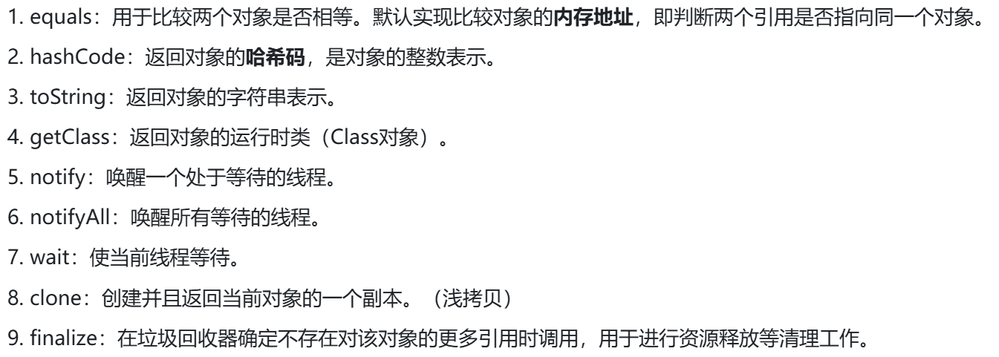 1. equals：用于比较两个对象是否相等。默认实现比较对象的内存地址，即判断两个引用是否指向同一个对象。
2. hashCode：返回对象的哈希码，是对象的整数表示。
3. toString：返回对象的字符串表示。
4. getClass：返回对象的运行时类（Class对象）。
5. notify：唤醒一个处于等待的线程。
6. notifyAll：唤醒所有等待的线程。
7. wait：使当前线程等待。
8. clone：创建并且返回当前对象的一个副本。（浅拷贝）
9. finalize：在垃圾回收器确定不存在对该对象的更多引用时调用，用于进行资源释放等清理工作。